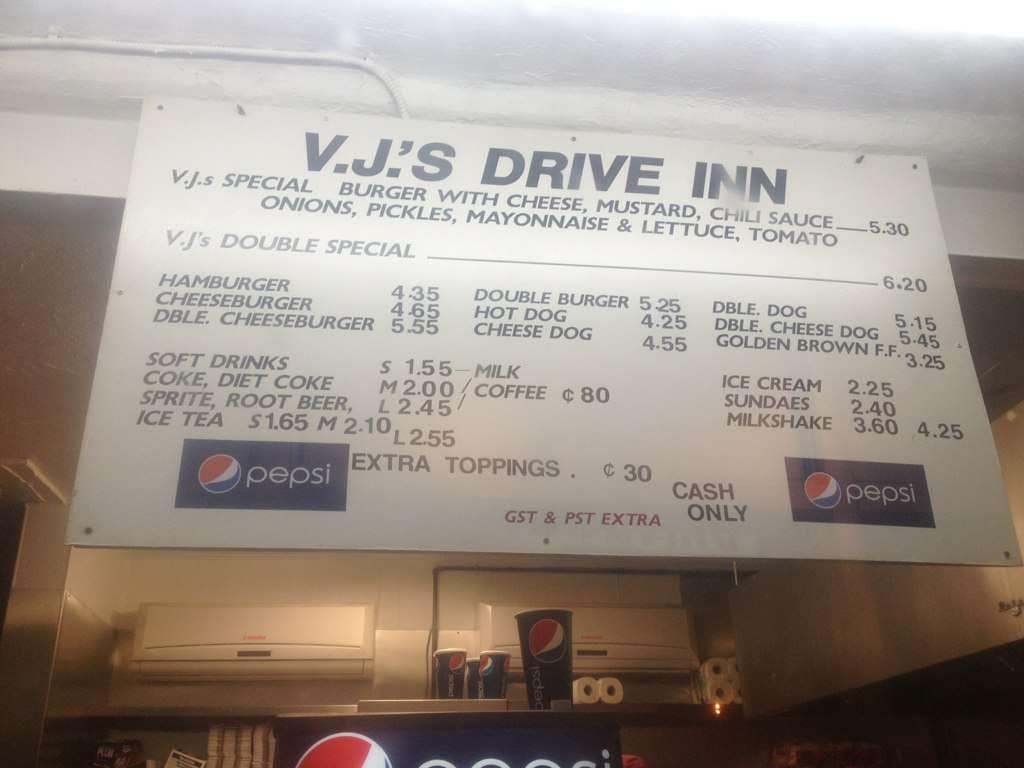 V.J.'S DRIVE INN
V.J.s SPECIAL BURGER WITH CHEESE, MUSTARD, CHILI SAUCE 5.30
ONIONS, PICKLES, MAYONNAISE & LETTUCE, TOMATO
V.J's DOUBLE SPECIAL 6.20
HAMBURGER 4.35 DOUBLE BURGER 5.25 DBLE. DOG 5.15
CHEESEBURGER 4.65 HOT DOG 4.25 DBLE. CHEESE DOG 5.45
DBLE. CHEESEBURGER 5.55 CHEESE DOG 4.55 GOLDEN BROWN F.F. 3.25
SOFT DRINKS S 1.55 MILK ICE CREAM 2.25
COKE, DIET COKE M 2.00 COFFEE ¢ 80 SUNDAES 2.40
SPRITE, ROOT BEER, L 2.45 MILKSHAKE 3.60 4.25
ICE TEA S 1.65 M 2.10 L 2.55
pepsi EXTRA TOPPINGS . ¢ 30 CASH pepsi
GST & PST EXTRA ONLY
pepsi
pepsi